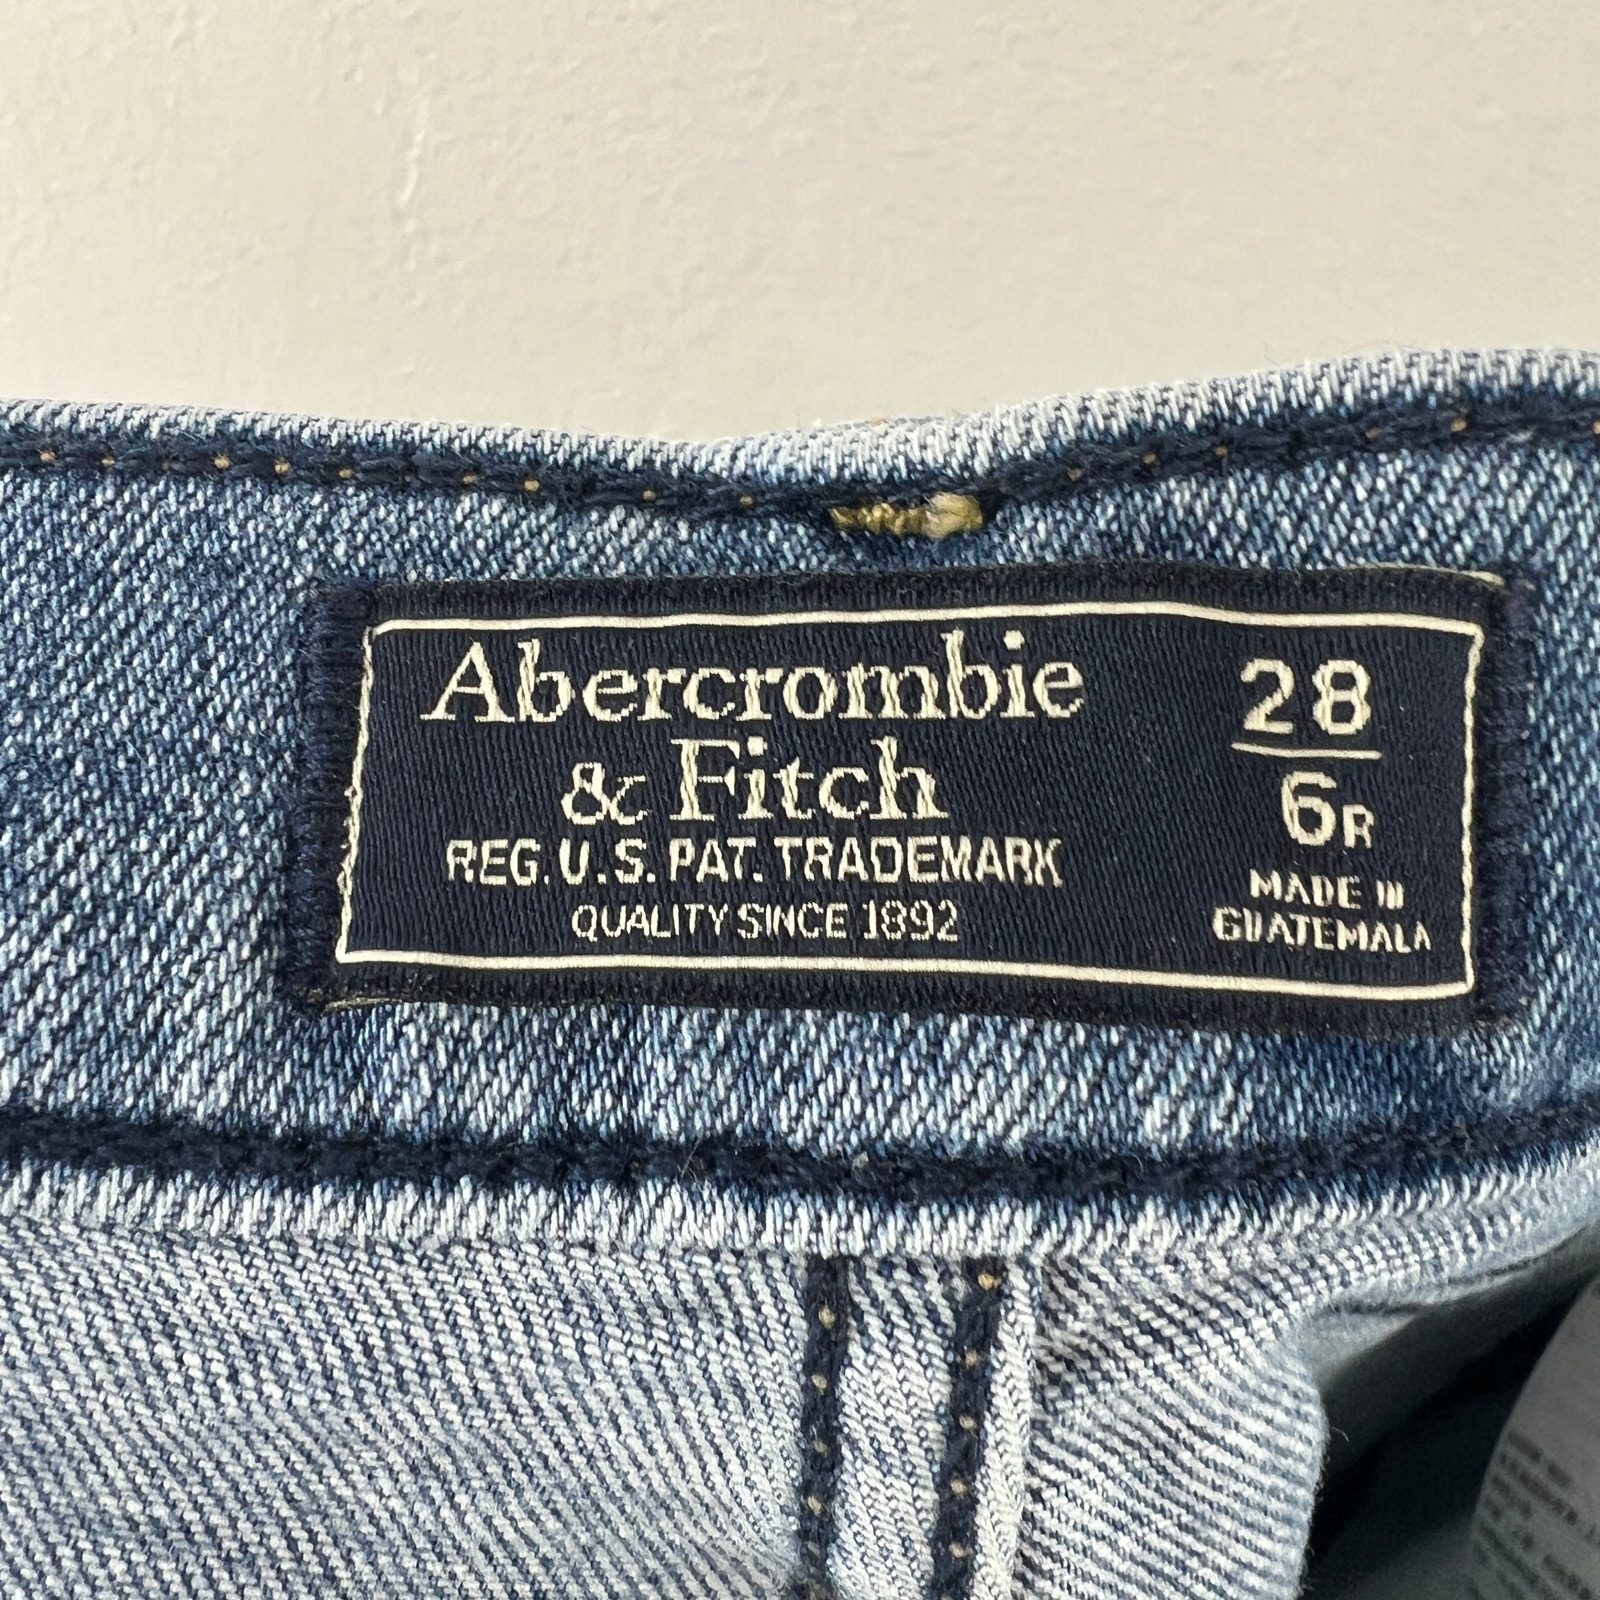 Abercrombie
& Fitch
REG. U.S. PAT. TRADEMARK
QUALITY SINCE 1892
28
6R
MADE IN
GUATEMALA